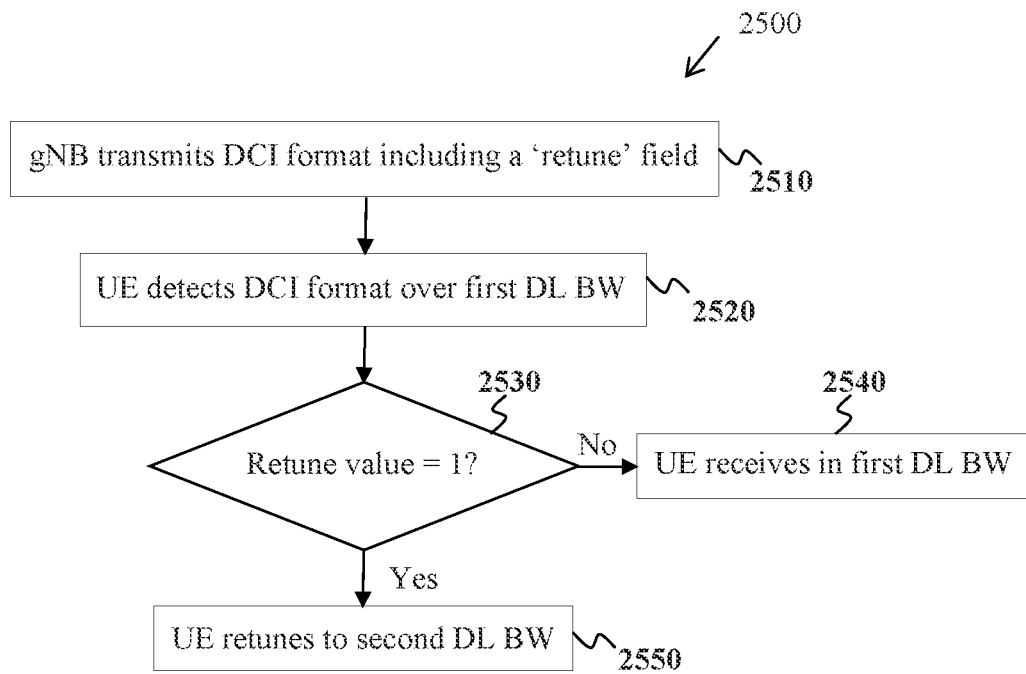 2500
gNB transmits DCI format including a ‘retune’ field
2510
UE detects DCI format over first DL BW
2520
2530
2540
Retune value = 1?
No
UE receives in first DL BW
Yes
UE retunes to second DL BW
2550